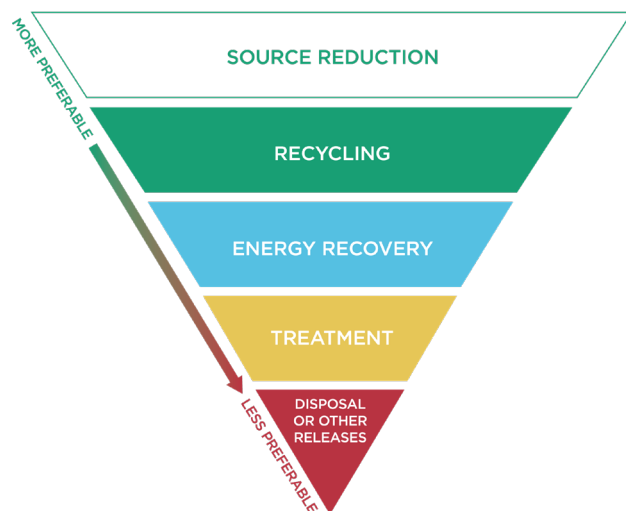 MORE PREFERABLE
SOURCE REDUCTION
RECYCLING
ENERGY RECOVERY
TREATMENT
DISPOSAL
OR OTHER
RELEASES
LESS PREFERABLE